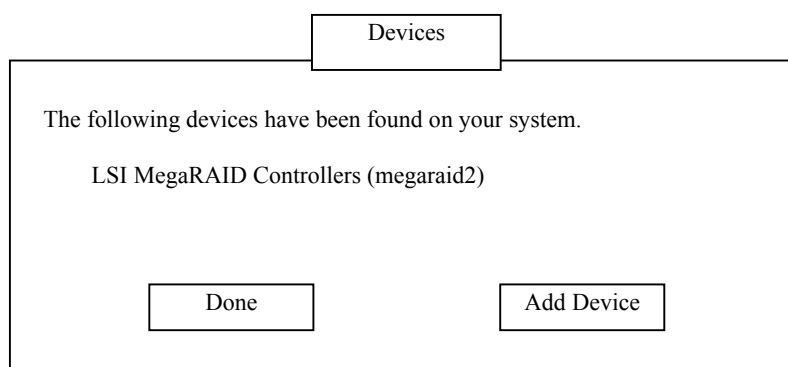 Devices
The following devices have been found on your system.
LSI MegaRAID Controllers (megaraid2)
Done
Add Device